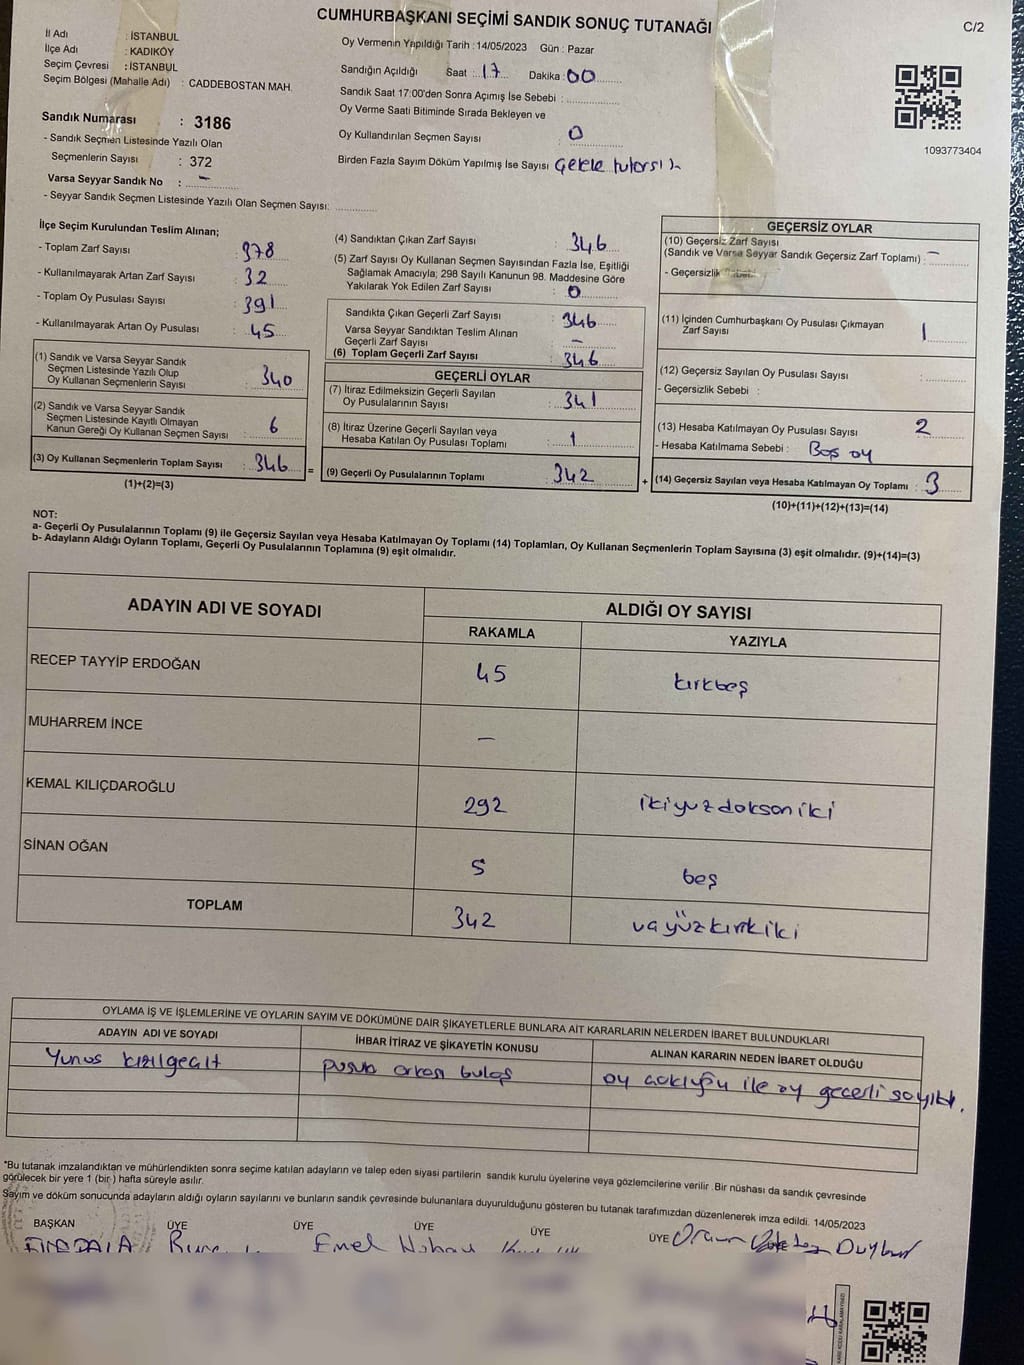 CUMHURBAŞKANI SEÇİMİ SANDIK SONUÇ TUTANAĞI
C/2
İl Adı : İSTANBUL
İlçe Adı : KADIKÖY
Seçim Çevresi : İSTANBUL
Seçim Bölgesi (Mahalle Adı) : CADDEBOSTAN MAH.
Oy Vermenin Yapıldığı Tarih : 14/05/2023 Gün : Pazar
Sandığın Açıldığı Saat : 17 Dakika : 00
Sandık Saat 17:00'den Sonra Açımış İse Sebebi :
Oy Verme Saati Bitiminde Sırada Bekleyen ve
Oy Kullandırılan Seçmen Sayısı 0
Birden Fazla Sayım Döküm Yapılmış İse Sayısı
1093773404
Sandık Numarası : 3186
- Sandık Seçmen Listesinde Yazılı Olan
Seçmenlerin Sayısı : 372
Varsa Seyyar Sandık No : -
- Seyyar Sandık Seçmen Listesinde Yazılı Olan Seçmen Sayısı:
İlçe Seçim Kurulundan Teslim Alınan;
- Toplam Zarf Sayısı : 378
- Kullanılmayarak Artan Zarf Sayısı : 32
- Toplam Oy Pusulası Sayısı : 391
- Kullanılmayarak Artan Oy Pusulası : 45
(1) Sandık ve Varsa Seyyar Sandık
Seçmen Listesinde Yazılı Olup
Oy Kullanan Seçmenlerin Sayısı : 340
(2) Sandık ve Varsa Seyyar Sandık
Seçmen Listesinde Kayıtlı Olmayan
Kanun Gereği Oy Kullanan Seçmen Sayısı : 6
(3) Oy Kullanan Seçmenlerin Toplam Sayısı : 346 =
(1)+(2)=(3)
(4) Sandıktan Çıkan Zarf Sayısı : 346
(5) Zarf Sayısı Oy Kullanan Seçmen Sayısından Fazla İse, Eşitliği
Sağlamak Amacıyla; 298 Sayılı Kanunun 98. Maddesine Göre
Yakılarak Yok Edilen Zarf Sayısı : 0
Sandıkta Çıkan Geçerli Zarf Sayısı : 346
Varsa Seyyar Sandıktan Teslim Alınan
Geçerli Zarf Sayısı : -
(6) Toplam Geçerli Zarf Sayısı : 346
GEÇERLİ OYLAR
(7) İtiraz Edilmeksizin Geçerli Sayılan
Oy Pusulalarının Sayısı : 341
(8) İtiraz Üzerine Geçerli Sayılan veya
Hesaba Katılan Oy Pusulası Toplamı : 1
(9) Geçerli Oy Pusulalarının Toplamı : 342 +
GEÇERSİZ OYLAR
(10) Geçersiz Zarf Sayısı
(Sandık ve Varsa Seyyar Sandık Geçersiz Zarf Toplamı) : -
- Geçersizlik
(11) İçinden Cumhurbaşkanı Oy Pusulası Çıkmayan
Zarf Sayısı : 1
(12) Geçersiz Sayılan Oy Pusulası Sayısı :
- Geçersizlik Sebebi :
(13) Hesaba Katılmayan Oy Pusulası Sayısı : 2
- Hesaba Katılmama Sebebi : Boş oy
(14) Geçersiz Sayılan veya Hesaba Katılmayan Oy Toplamı : 3
(10)+(11)+(12)+(13)=(14)
NOT:
a- Geçerli Oy Pusulalarının Toplamı (9) ile Geçersiz Sayılan veya Hesaba Katılmayan Oy Toplamı (14) Toplamları, Oy Kullanan Seçmenlerin Toplam Sayısına (3) eşit olmalıdır. (9)+(14)=(3)
b- Adayların Aldığı Oyların Toplamı, Geçerli Oy Pusulalarının Toplamına (9) eşit olmalıdır.
ADAYIN ADI VE SOYADI
ALDIĞI OY SAYISI
RAKAMLA YAZIYLA
RECEP TAYYİP ERDOĞAN 45 kırkbeş
MUHARREM İNCE -
KEMAL KILIÇDAROĞLU 292 ikiyuzdoksaniki
SİNAN OĞAN 5 beş
TOPLAM 342
OYLAMA İŞ VE İŞLEMLERİNE VE OYLARIN SAYIM VE DÖKÜMÜNE DAİR ŞİKAYETLERLE BUNLARA AİT KARARLARIN NELERDEN İBARET BULUNDUKLARI
ADAYIN ADI VE SOYADI İHBAR İTİRAZ VE ŞİKAYETİN KONUSU ALINAN KARARIN NEDEN İBARET OLDUĞU
Yunus oy çokluğu ile oy geçerli sayıldı.
*Bu tutanak imzalandıktan ve mühürlendikten sonra seçime katılan adayların ve talep eden siyasi partilerin sandık kurulu üyelerine veya gözlemcilerine verilir. Bir nüshası da sandık çevresinde
görülecek bir yere 1 (bir) hafta süreyle asılır.
Sayım ve döküm sonucunda adayların aldığı oyların sayılarını ve bunların sandık çevresinde bulunanlara duyurulduğunu gösteren bu tutanak tarafımızdan düzenlenerek imza edildi. 14/05/2023
BAŞKAN ÜYE ÜYE ÜYE ÜYE ÜYE
Emel